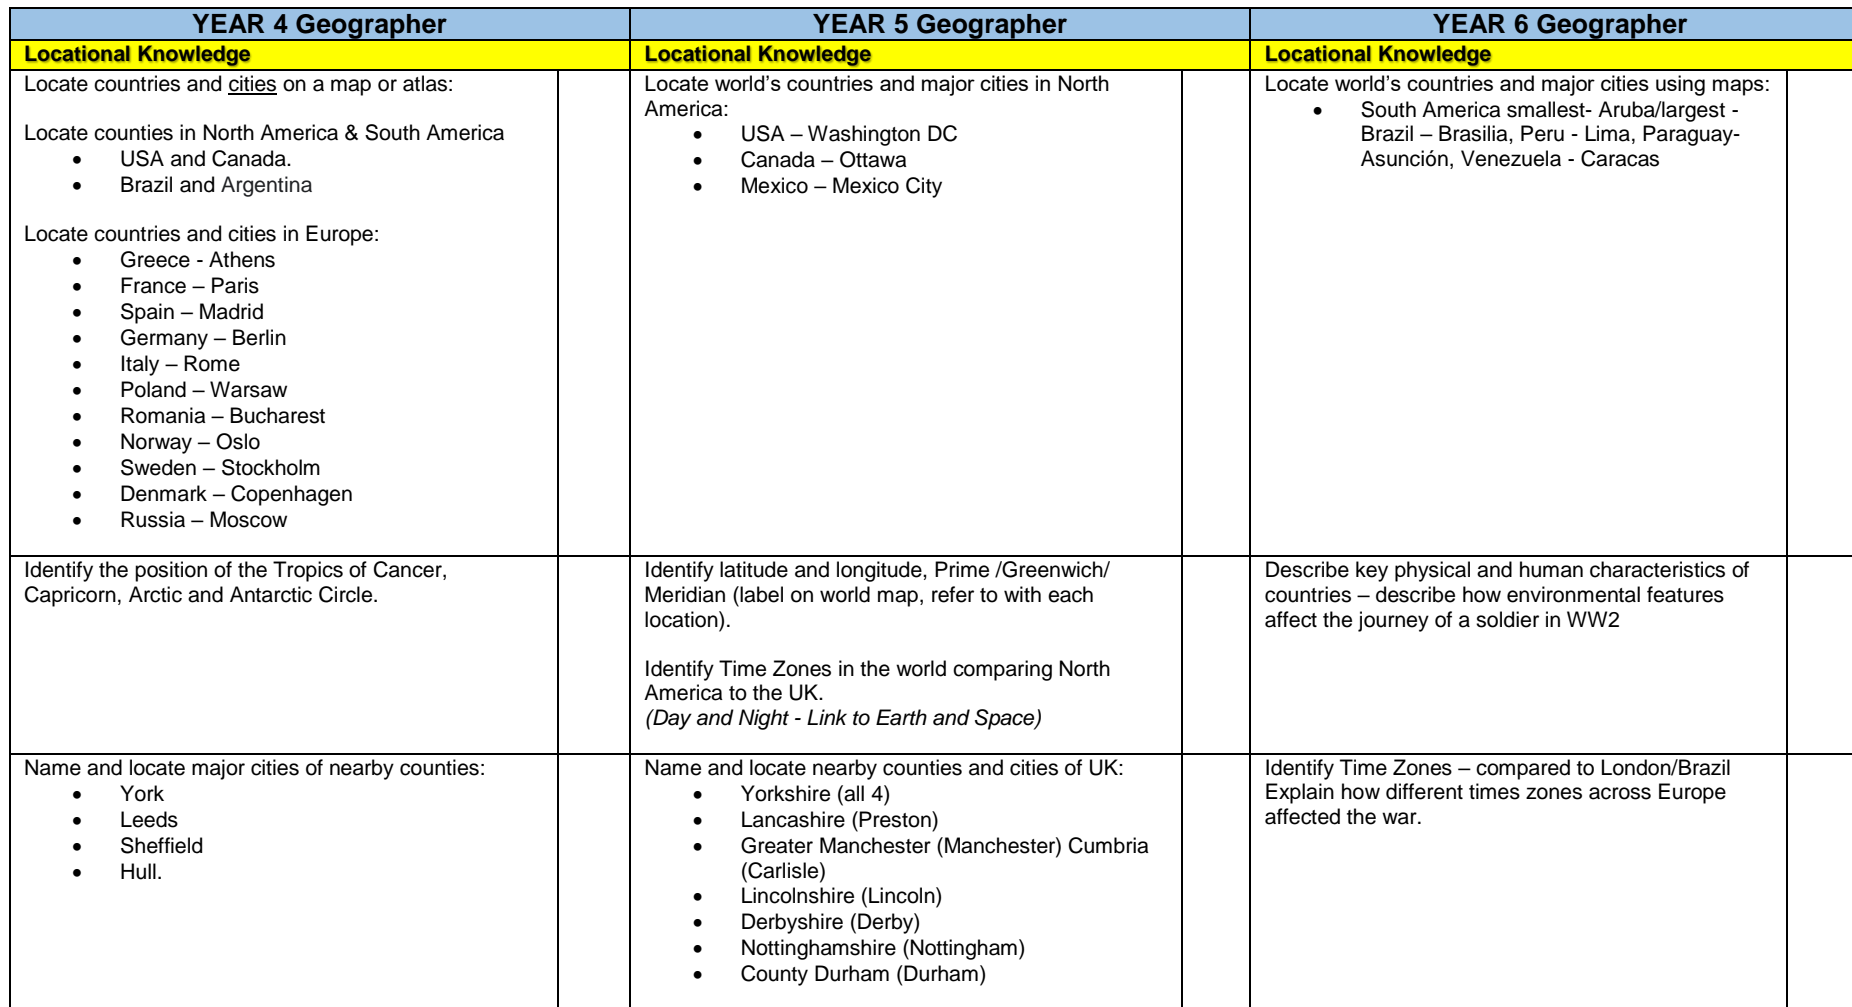 YEAR 4 Geographer
YEAR 5 Geographer
YEAR 6 Geographer
Locational Knowledge
Locational Knowledge
Locational Knowledge
Locate countries and cities on a map or atlas:
Locate counties in North America & South America
• USA and Canada.
• Brazil and Argentina
Locate countries and cities in Europe:
• Greece - Athens
• France – Paris
• Spain – Madrid
• Germany – Berlin
• Italy – Rome
• Poland – Warsaw
• Romania – Bucharest
• Norway – Oslo
• Sweden – Stockholm
• Denmark – Copenhagen
• Russia – Moscow
Locate world's countries and major cities in North
America:
• USA – Washington DC
• Canada – Ottawa
• Mexico – Mexico City
Locate world's countries and major cities using maps:
• South America smallest- Aruba/largest -
Brazil – Brasilia, Peru - Lima, Paraguay-
Asunción, Venezuela - Caracas
Identify the position of the Tropics of Cancer,
Capricorn, Arctic and Antarctic Circle.
Identify latitude and longitude, Prime /Greenwich/
Meridian (label on world map, refer to with each
location).
Identify Time Zones in the world comparing North
America to the UK.
(Day and Night - Link to Earth and Space)
Describe key physical and human characteristics of
countries – describe how environmental features
affect the journey of a soldier in WW2
Name and locate major cities of nearby counties:
• York
• Leeds
• Sheffield
• Hull.
Name and locate nearby counties and cities of UK:
• Yorkshire (all 4)
• Lancashire (Preston)
• Greater Manchester (Manchester) Cumbria
(Carlisle)
• Lincolnshire (Lincoln)
• Derbyshire (Derby)
• Nottinghamshire (Nottingham)
• County Durham (Durham)
Identify Time Zones – compared to London/Brazil
Explain how different times zones across Europe
affected the war.